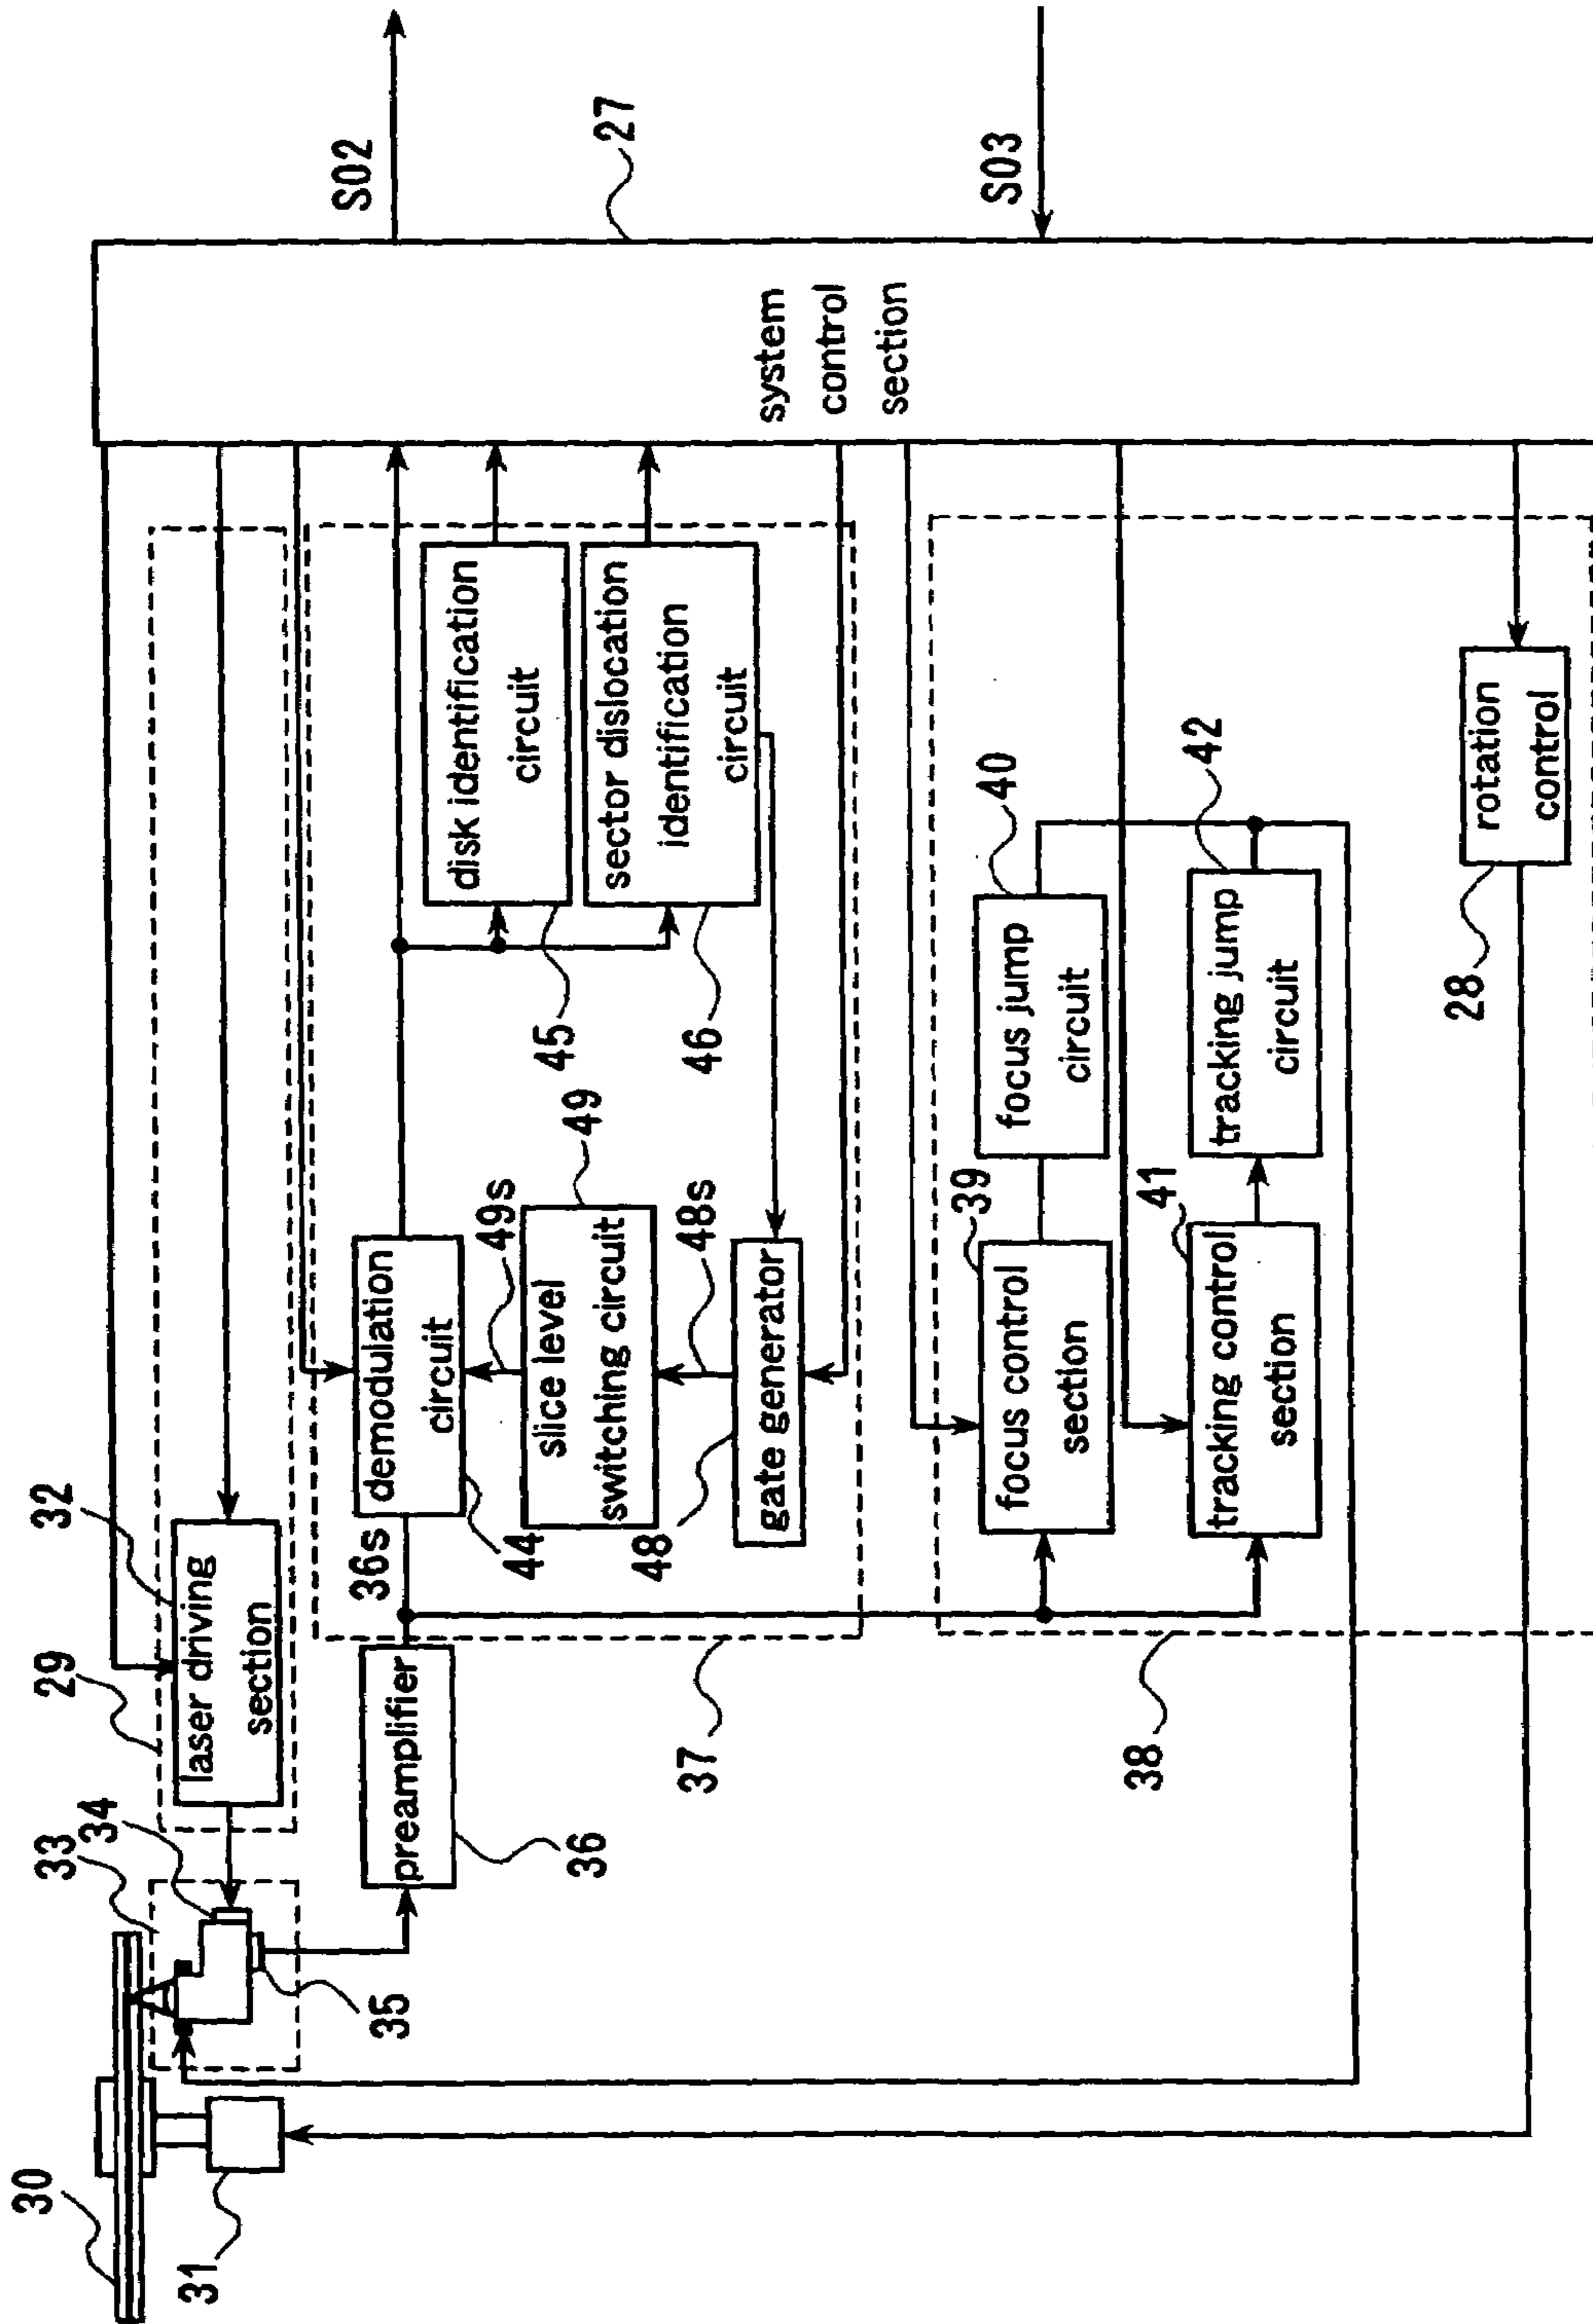 30
31
33
34
35
29
32
laser driving
section
preamplifier
36
36s
demodulation
circuit
44
49s
slice level
switching circuit
49
48s
gate generator
48
37
disk identification
circuit
45
sector dislocation
identification
circuit
46
focus control
section
39
focus jump
circuit
40
tracking control
section
41
tracking jump
circuit
42
38
rotation
control
28
system
control
section
27
S02
S03